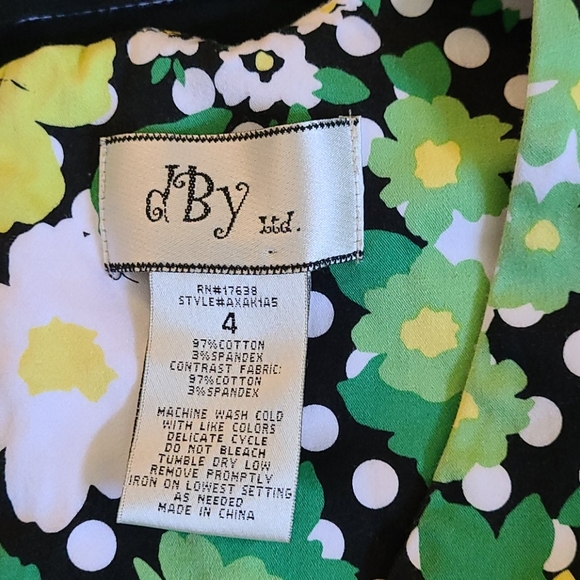 dBy Ltd.
RN#17638
STYLE#AXAK1A5
4
97%COTTON
3%SPANDEX
CONTRAST FABRIC:
97%COTTON
3%SPANDEX
MACHINE WASH COLD
WITH LIKE COLORS
DELICATE CYCLE
DO NOT BLEACH
TUMBLE DRY LOW
REMOVE PROMPTLY
IRON ON LOWEST SETTING
AS NEEDED
MADE IN CHINA